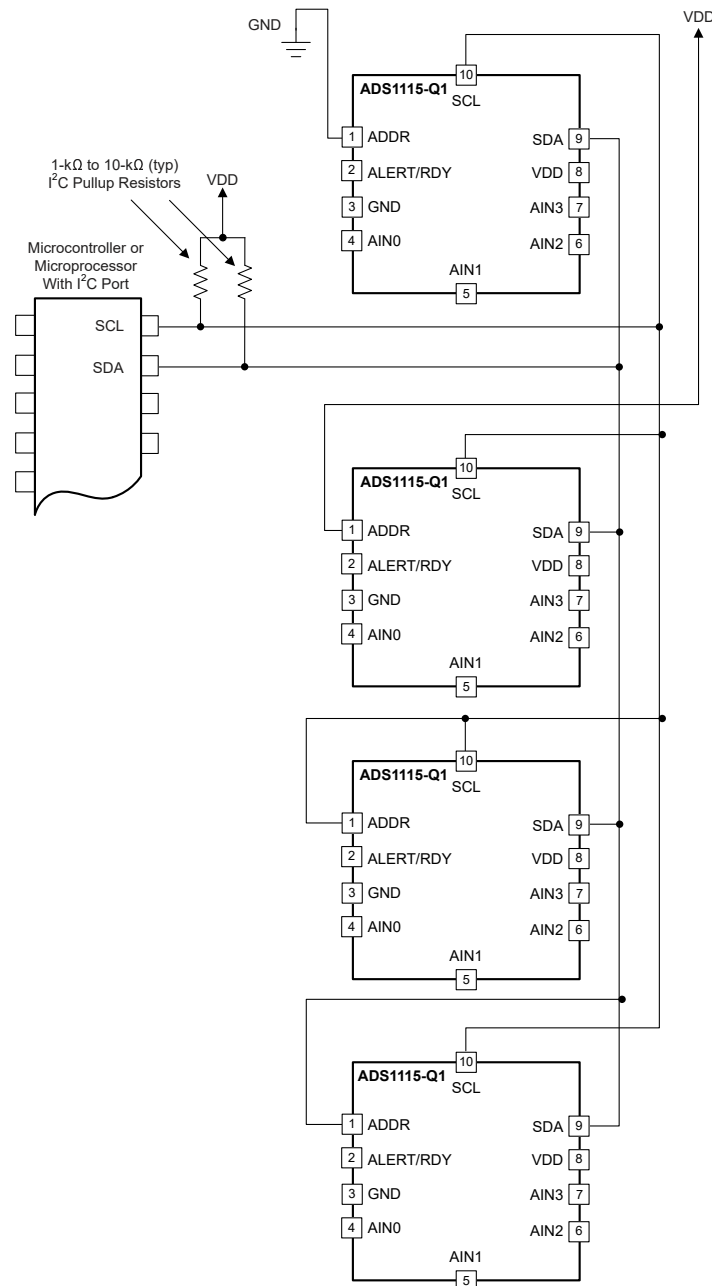 GND
VDD
10
ADS1115-Q1
SCL
1 ADDR
SDA 9
2 ALERT/RDY
VDD 8
3 GND
AIN3 7
4 AIN0
AIN2 6
AIN1
5
1-kΩ to 10-kΩ (typ)
I²C Pullup Resistors
VDD
Microcontroller or
Microprocessor
With I²C Port
SCL
SDA
10
ADS1115-Q1
SCL
1 ADDR
SDA 9
2 ALERT/RDY
VDD 8
3 GND
AIN3 7
4 AIN0
AIN2 6
AIN1
5
10
ADS1115-Q1
SCL
1 ADDR
SDA 9
2 ALERT/RDY
VDD 8
3 GND
AIN3 7
4 AIN0
AIN2 6
AIN1
5
10
ADS1115-Q1
SCL
1 ADDR
SDA 9
2 ALERT/RDY
VDD 8
3 GND
AIN3 7
4 AIN0
AIN2 6
AIN1
5